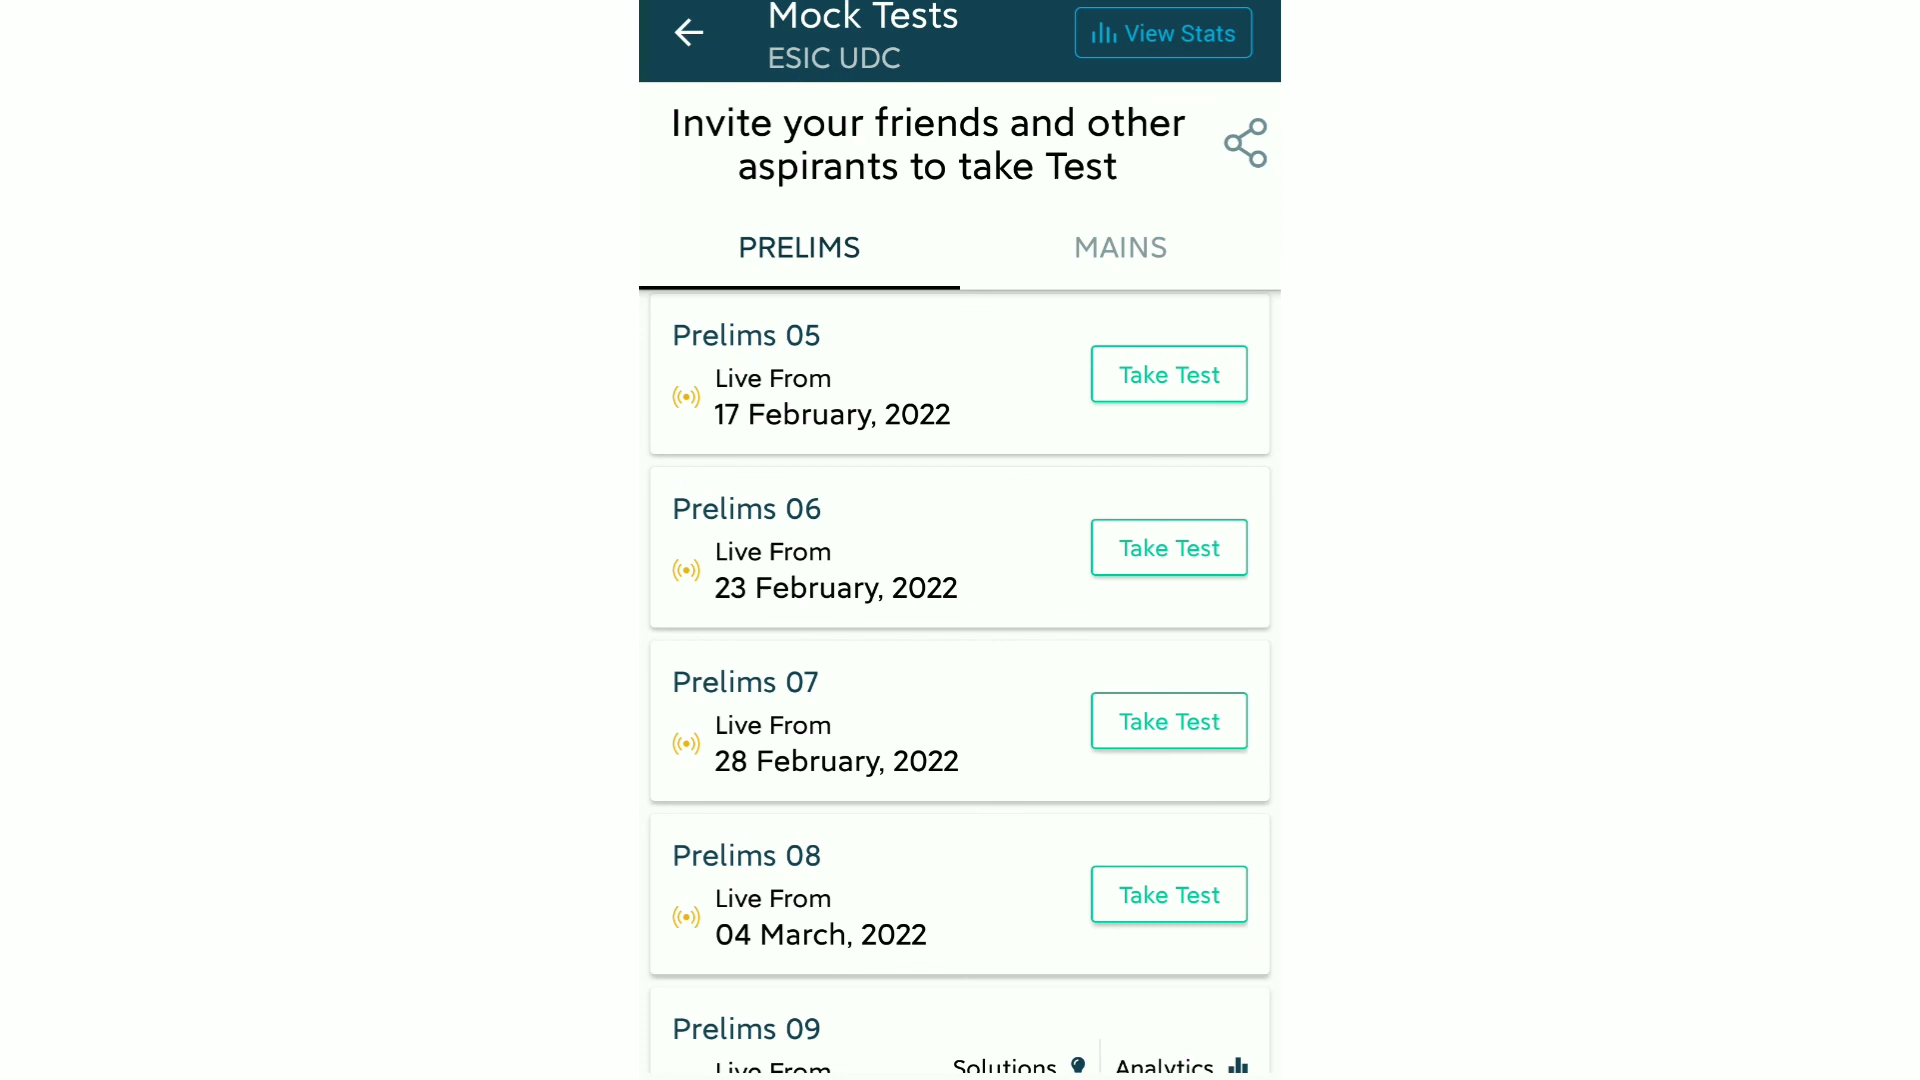 Mock Tests
ESIC UDC
View Stats
Invite your friends and other
aspirants to take Test
PRELIMS
MAINS
Prelims 05
Live From
17 February, 2022
Take Test
Prelims 06
Live From
23 February, 2022
Take Test
Prelims 07
Live From
28 February, 2022
Take Test
Prelims 08
Live From
04 March, 2022
Take Test
Prelims 09
Live From
Solutions
Analytics